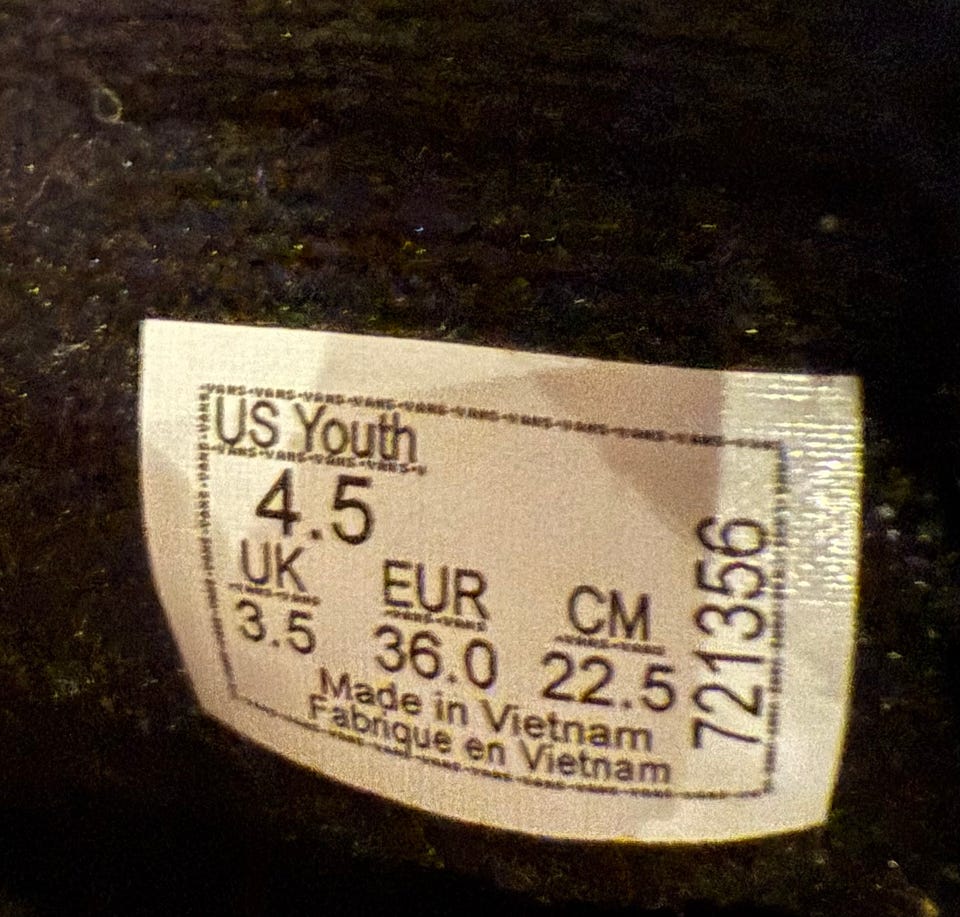 US Youth
4.5
UK
3.5
EUR
36.0
CM
22.5
Made in Vietnam
Fabrique en Vietnam
721356